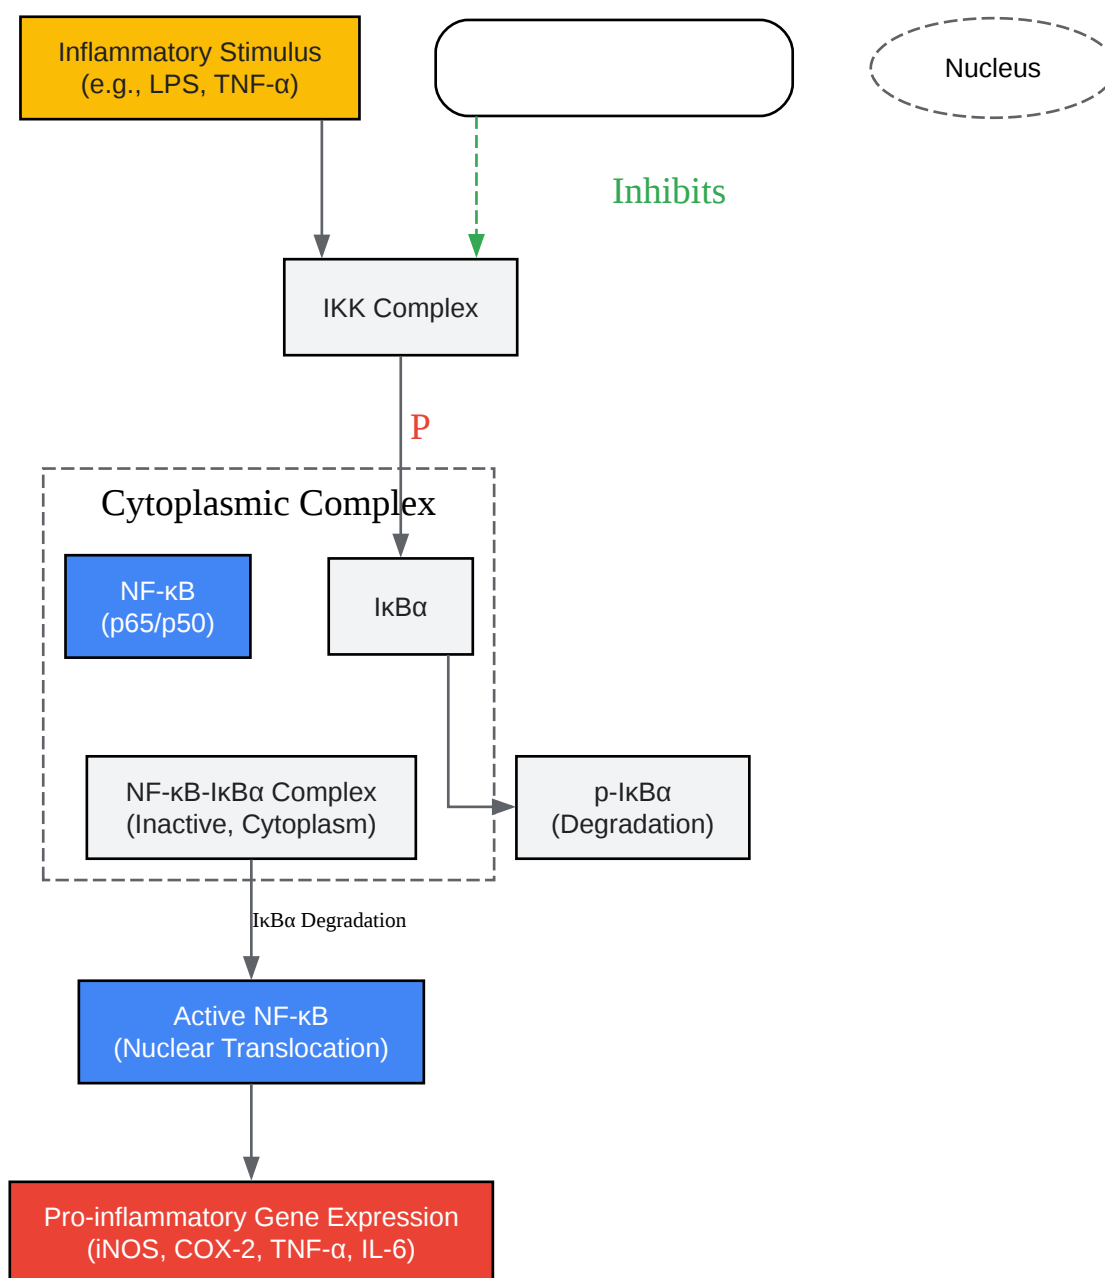 Inflammatory Stimulus
(e.g., LPS, TNF-α)
Nucleus
Inhibits
IKK Complex
P
Cytoplasmic Complex
NF-κB
(p65/p50)
IκBα
NF-κB-IκBα Complex
(Inactive, Cytoplasm)
p-IκBα
(Degradation)
IκBα Degradation
Active NF-κB
(Nuclear Translocation)
Pro-inflammatory Gene Expression
(iNOS, COX-2, TNF-α, IL-6)